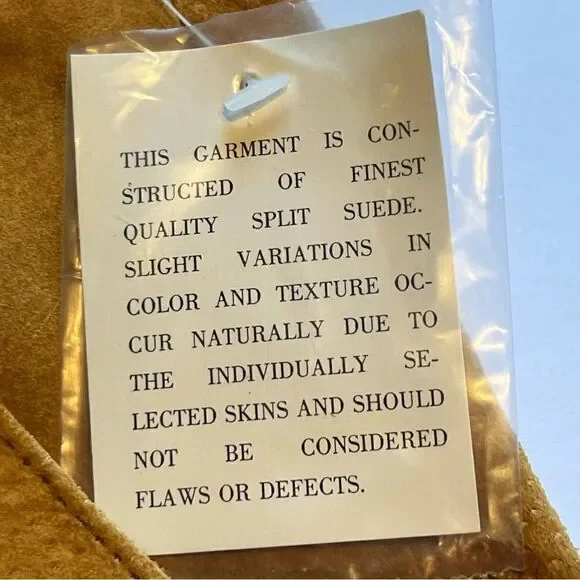 THIS GARMENT IS CON-
STRUCTED OF FINEST
QUALITY SPLIT SUEDE.
SLIGHT VARIATIONS IN
COLOR AND TEXTURE OC-
CUR NATURALLY DUE TO
THE INDIVIDUALLY SE-
LECTED SKINS AND SHOULD
NOT BE CONSIDERED
FLAWS OR DEFECTS.